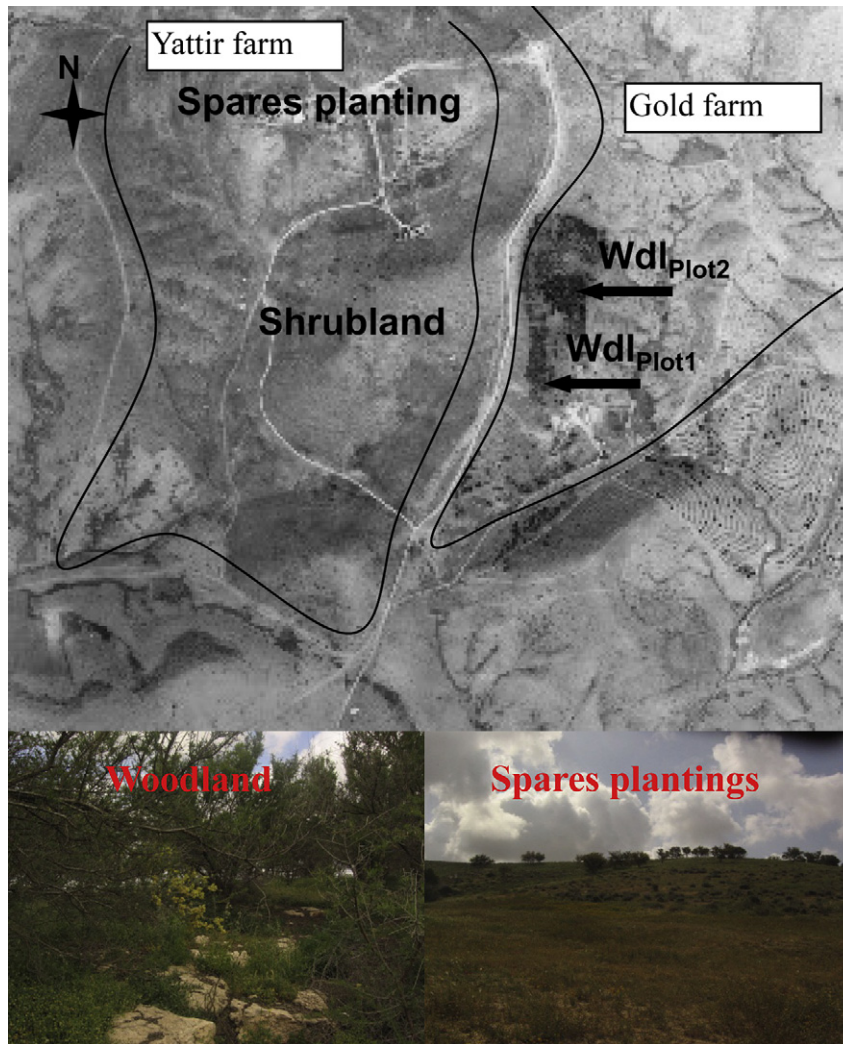 Yattir farm
N
Spares planting
Gold farm
Wdl Plot2
Shrubland
Wdl Plot1
Woodland
Spares plantings